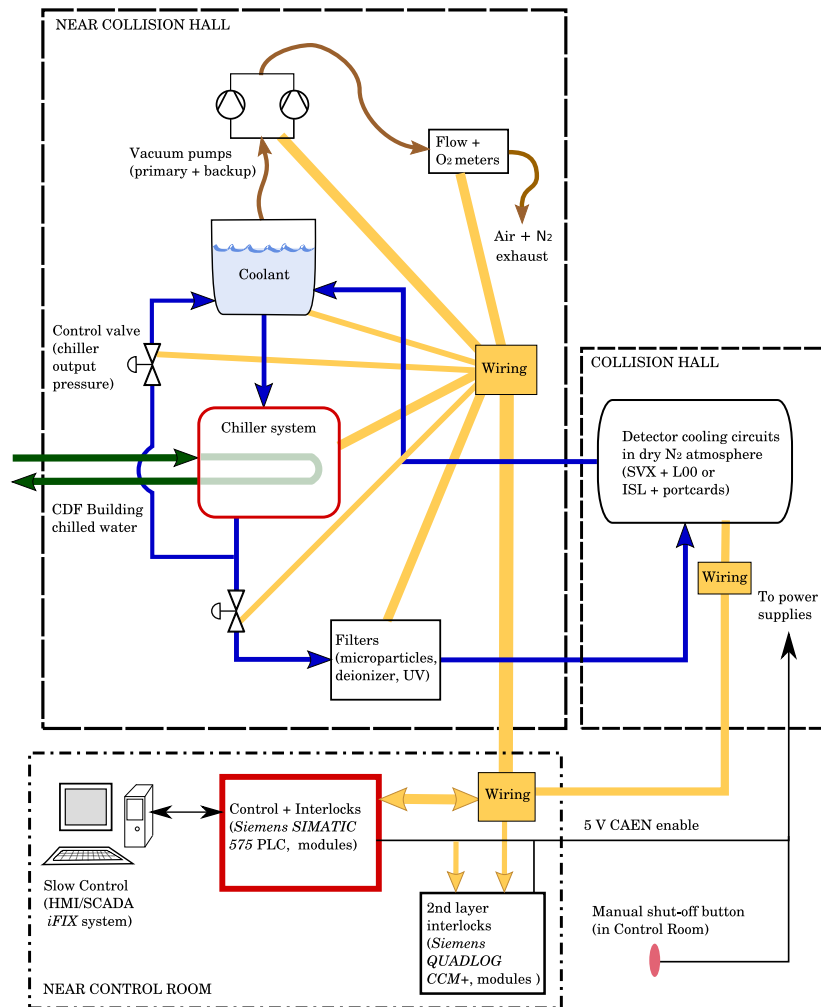 NEAR COLLISION HALL
Vacuum pumps
(primary + backup)
Flow +
O2 meters
Air + N2
exhaust
Coolant
Control valve
(chiller
output
pressure)
Wiring
COLLISION HALL
Chiller system
Detector cooling circuits
in dry N2 atmosphere
(SVX + L00 or
ISL + portcards)
CDF Building
chilled water
Wiring
To power
supplies
Filters
(microparticles,
deionizer, UV)
Wiring
Control + Interlocks
(Siemens SIMATIC
575 PLC, modules)
5 V CAEN enable
Slow Control
(HMI/SCADA
iFIX system)
2nd layer
interlocks
(Siemens
QUADLOG
CCM+, modules )
Manual shut-off button
(in Control Room)
NEAR CONTROL ROOM